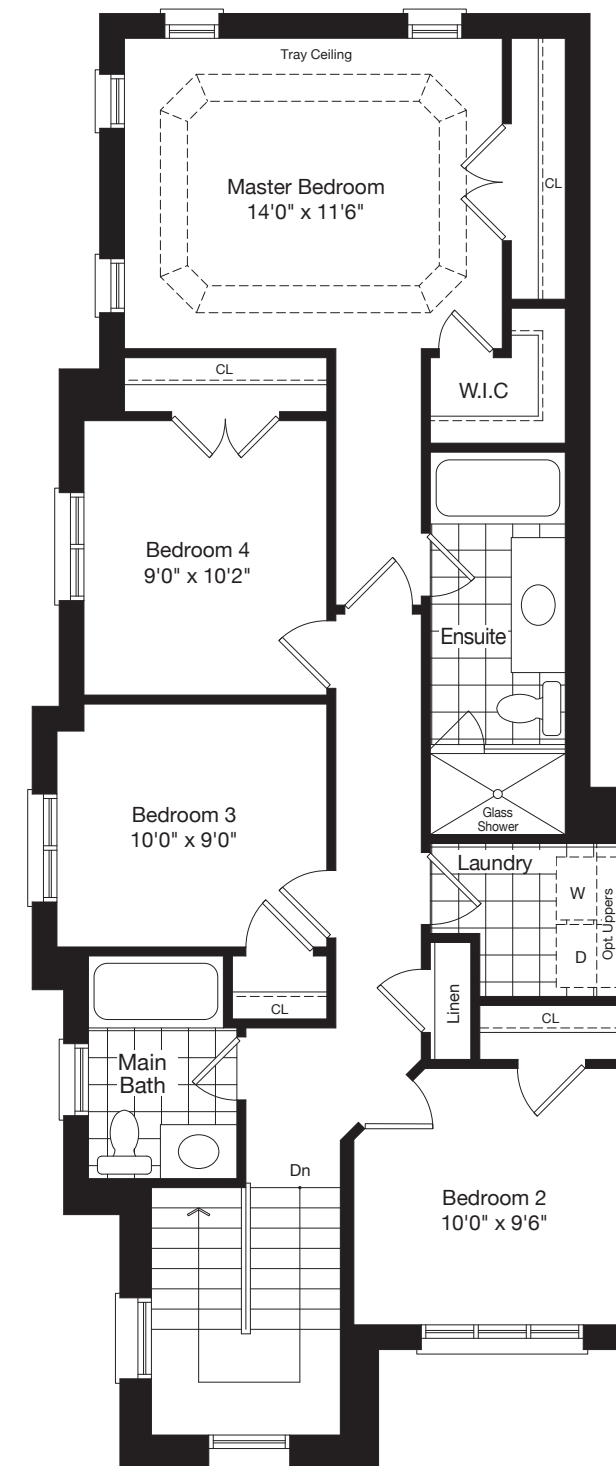 Tray Ceiling
Master Bedroom
14'0" x 11'6"
CL
W.I.C
CL
Bedroom 4
9'0" x 10'2"
Ensuite
Bedroom 3
10'0" x 9'0"
Glass
Shower
Laundry
W
D
Opt. Uppers
CL
Linen
CL
Main
Bath
Dn
Bedroom 2
10'0" x 9'6"